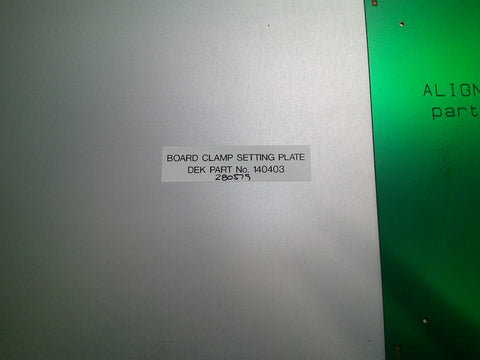 BOARD CLAMP SETTING PLATE
DEK PART No. 140403
280579
ALIGN
part